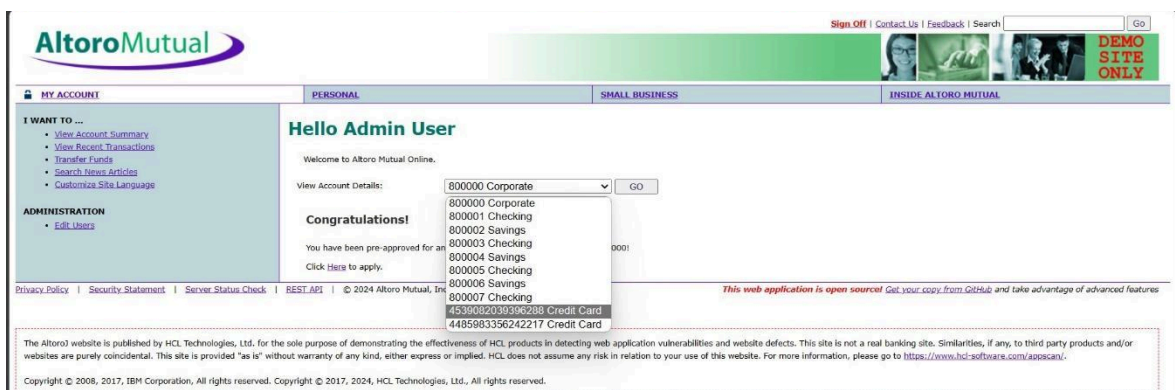 Sign Off | Contact Us | Feedback | Search Go
AltoroMutual
DEMO
SITE
ONLY
MY ACCOUNT
PERSONAL
SMALL BUSINESS
INSIDE ALTORO MUTUAL
I WANT TO ...
View Account Summary
View Recent Transactions
Transfer Funds
Search News Articles
Customize Site Language
ADMINISTRATION
Edit Users
Hello Admin User
Welcome to Altoro Mutual Online.
View Account Details: 800000 Corporate GO
800000 Corporate
800001 Checking
800002 Savings
800003 Checking
800004 Savings
800005 Checking
800006 Savings
800007 Checking
4539082039396288 Credit Card
4485983356242217 Credit Card
Congratulations!
You have been pre-approved for an 000!
Click Here to apply.
Privacy Policy | Security Statement | Server Status Check | REST API | © 2024 Altoro Mutual, Inc
This web application is open source! Get your copy from GitHub and take advantage of advanced features
The AltoroJ website is published by HCL Technologies, Ltd. for the sole purpose of demonstrating the effectiveness of HCL products in detecting web application vulnerabilities and website defects. This site is not a real banking site. Similarities, if any, to third party products and/or
websites are purely coincidental. This site is provided "as is" without warranty of any kind, either express or implied. HCL does not assume any risk in relation to your use of this website. For more information, please go to https://www.hcl-software.com/appscan/.
Copyright © 2008, 2017, IBM Corporation, All rights reserved. Copyright © 2017, 2024, HCL Technologies, Ltd., All rights reserved.